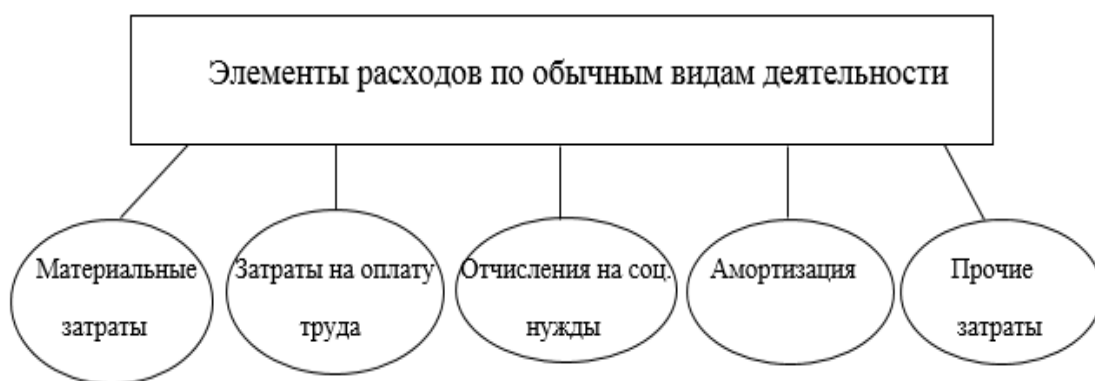 Элементы расходов по обычным видам деятельности
Материальные
затраты
Затраты на оплату
труда
Отчисления на соц.
нужды
Амортизация
Прочие
затраты